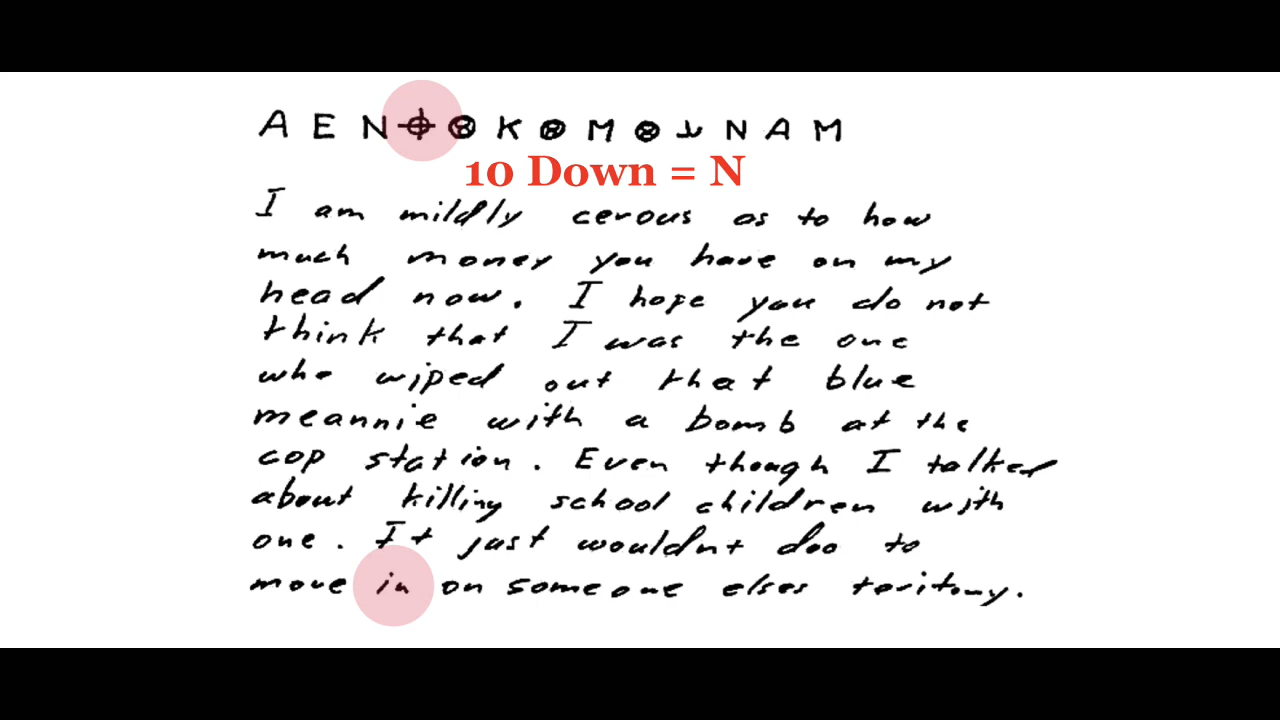 A E N ⌖ ⊗ K ⊗ M ⊗ ⅄ N A M
10 Down = N
I am mildly cerous as to how
much money you have on my
head now. I hope you do not
think that I was the one
who wiped out that blue
meannie with a bomb at the
cop station. Even though I talked
about killing school children with
one. It just wouldnt doo to
move in on someone elses teritory.